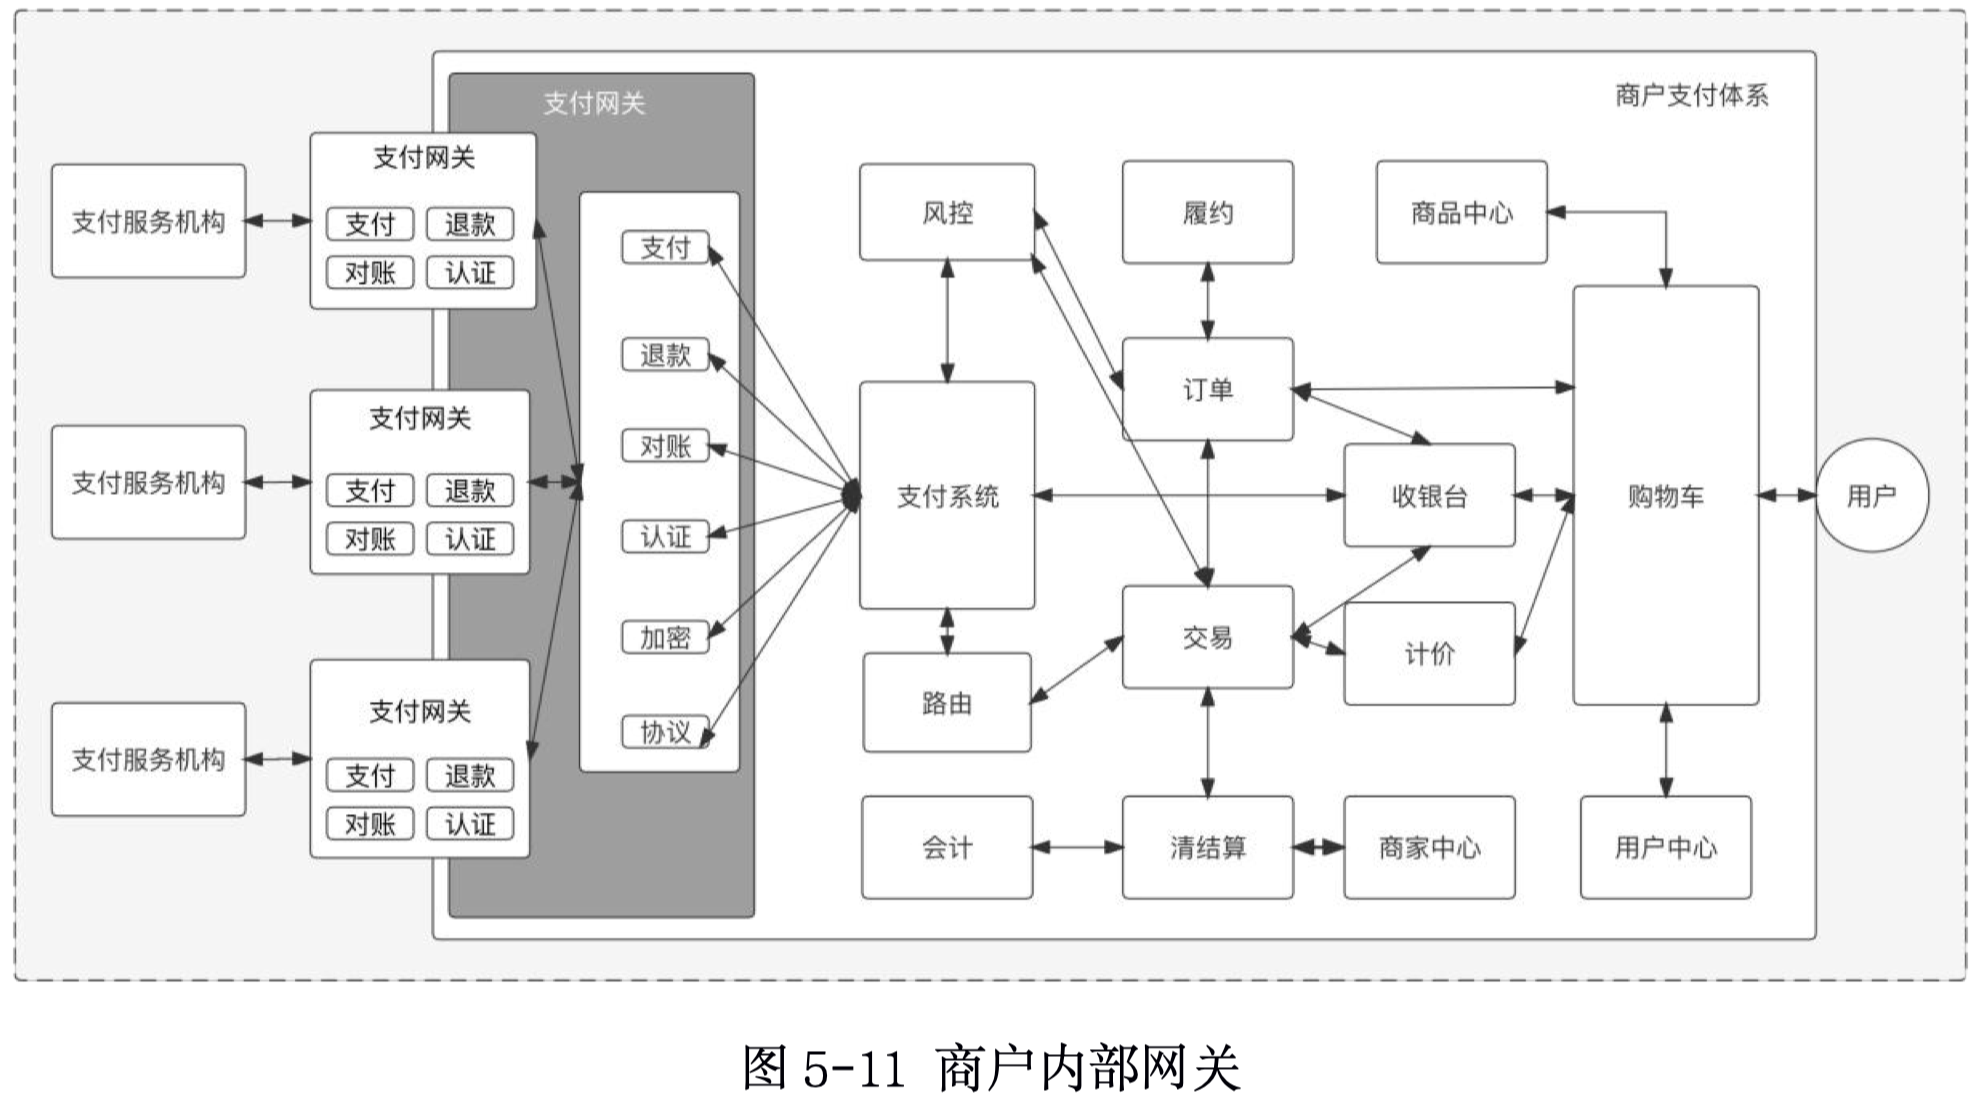 支付网关
商户支付体系
支付服务机构
支付网关
支付
退款
对账
认证
支付服务机构
支付网关
支付
退款
对账
认证
支付服务机构
支付网关
支付
退款
对账
认证
支付
退款
对账
认证
加密
协议
风控
履约
商品中心
订单
支付系统
收银台
购物车
用户
交易
计价
路由
会计
清结算
商家中心
用户中心
图 5-11 商户内部网关